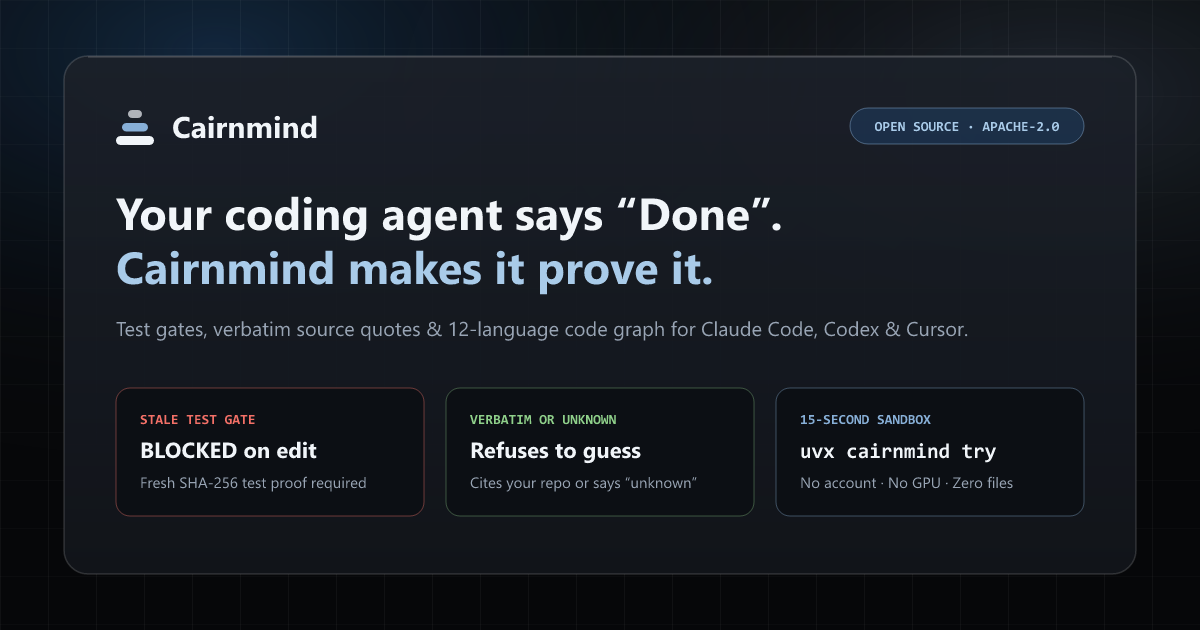 Cairnmind
OPEN SOURCE · APACHE-2.0
Your coding agent says “Done”.
Cairnmind makes it prove it.
Test gates, verbatim source quotes & 12-language code graph for Claude Code, Codex & Cursor.
STALE TEST GATE
BLOCKED on edit
Fresh SHA-256 test proof required
VERBATIM OR UNKNOWN
Refuses to guess
Cites your repo or says “unknown”
15-SECOND SANDBOX
uvx cairnmind try
No account · No GPU · Zero files